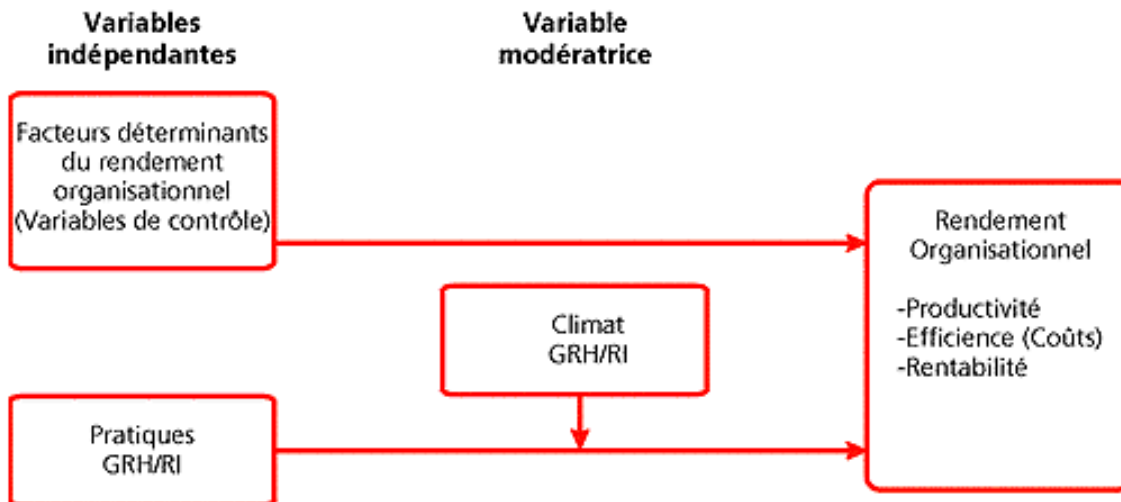 Variables
indépendantes
Variable
modératrice
Facteurs déterminants
du rendement
organisationnel
(Variables de contrôle)
Rendement
Organisationnel
-Productivité
-Efficience (Coûts)
-Rentabilité
Climat
GRH/RI
Pratiques
GRH/RI